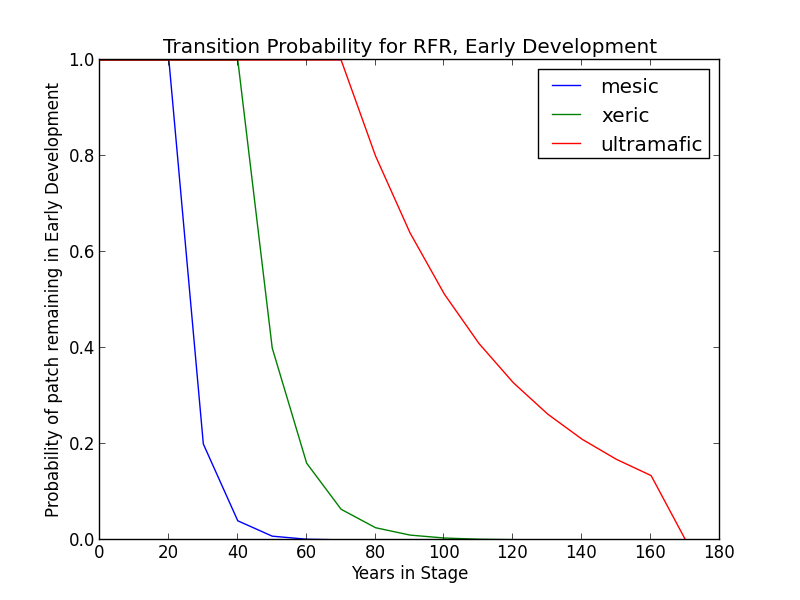 Transition Probability for RFR, Early Development
mesic
xeric
ultramafic
Probability of patch remaining in Early Development
1.0
0.8
0.6
0.4
0.2
0.0
0 20 40 60 80 100 120 140 160 180
Years in Stage